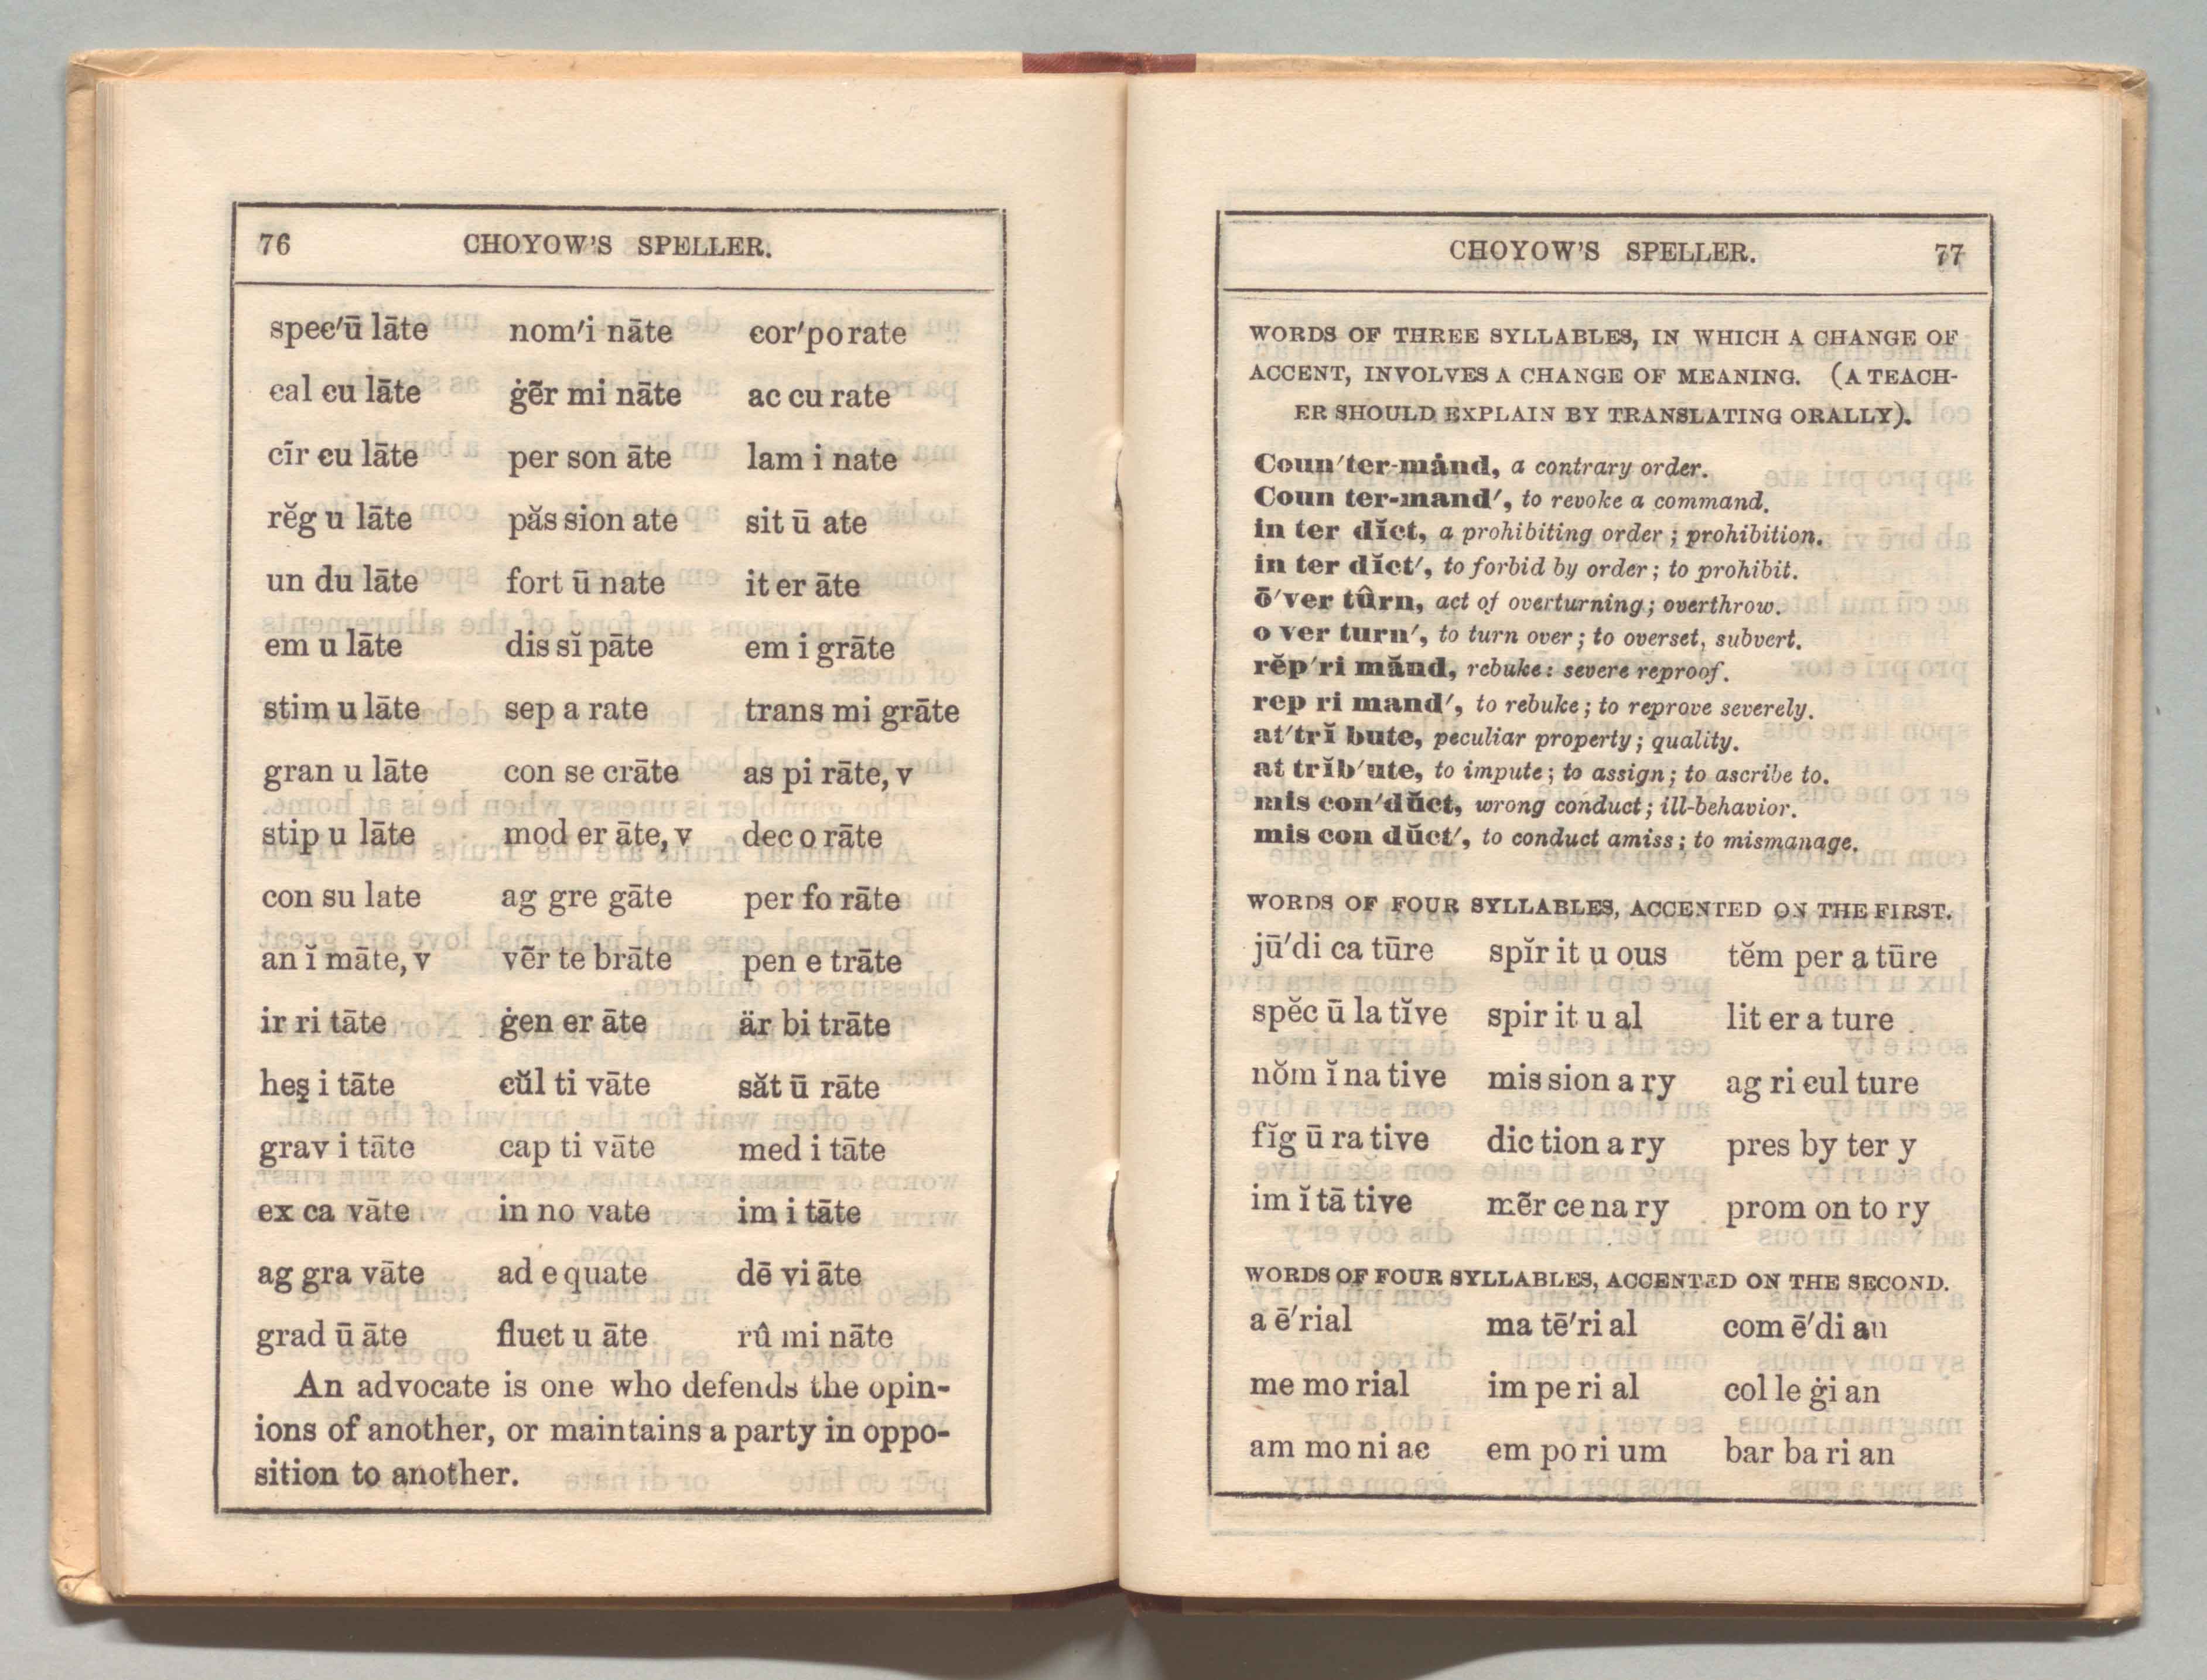 76 CHOYOW'S SPELLER.
spec′ū lāte nom′i nāte cor′po rate
cal cu lāte ġẽr mi nāte ac cu rate
cīr cu lāte per son āte lam i nate
rĕg u lāte păs sion ate sit ū ate
un du lāte fort ū nate it er āte
em u lāte dis sĭ pāte em i grāte
stim u lāte sep a rate trans mi grāte
gran u lāte con se crāte as pi rāte, v
stip u lāte mod er āte, v dec o rāte
con su late ag gre gāte per fo rāte
an ĭ māte, v vẽr te brāte pen e trāte
ir ri tāte ġen er āte är bi trāte
heş i tāte cŭl ti vāte săt ū rāte
grav i tāte cap ti vāte med i tāte
ex ca vāte in no vate im i tāte
ag gra vāte ad e quate dē vi āte
grad ū āte fluct u āte rû mi nāte
An advocate is one who defends the opin-
ions of another, or maintains a party in oppo-
sition to another.
CHOYOW'S SPELLER. 77
WORDS OF THREE SYLLABLES, IN WHICH A CHANGE OF
ACCENT, INVOLVES A CHANGE OF MEANING. (A TEACH-
ER SHOULD EXPLAIN BY TRANSLATING ORALLY).
Coun′ter-mȧnd, a contrary order.
Coun ter-mand′, to revoke a command.
in ter dĭct, a prohibiting order; prohibition.
in ter dĭct′, to forbid by order; to prohibit.
ō′ver tûrn, act of overturning; overthrow.
o ver turn′, to turn over; to overset, subvert.
rĕp′ri mănd, rebuke: severe reproof.
rep ri mand′, to rebuke; to reprove severely.
at′trĭ bute, peculiar property; quality.
at trĭb′ute, to impute; to assign; to ascribe to.
mis con′dŭct, wrong conduct; ill-behavior.
mis con dŭct′, to conduct amiss; to mismanage.
WORDS OF FOUR SYLLABLES, ACCENTED ON THE FIRST.
jū′di ca tūre spĭr it u ous tĕm per a tūre
spĕc ū la tĭve spir it u al lit er a ture
nŏm ĭ na tive mis sion a ry ag ri cul ture
fĭg ū ra tive dic tion a ry pres by ter y
im ĭ tā tive mẽr ce na ry prom on to ry
WORDS OF FOUR SYLLABLES, ACCENTED ON THE SECOND.
a ē′rial ma tē′ri al com ē′di an
me mo rial im pe ri al col le ġi an
am mo ni ac em po ri um bar ba ri an